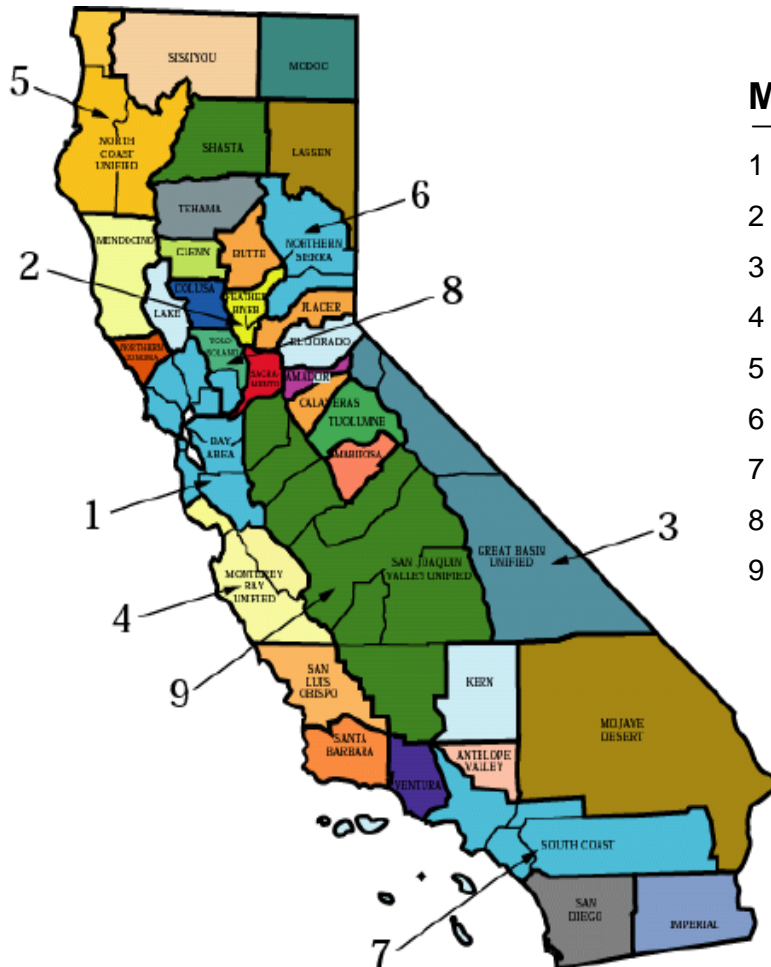 SISKIYOU
MODOC
5
M
NORTH
COAST
UNIFIED
SHASTA
LASSEN
1
TEHAMA
6
2
MENDOCINO
GLENN
BUTTE
NORTHERN
SIERRA
2
3
COLUSA
FEATHER
RIVER
8
LAKE
PLACER
4
NORTHERN
SONOMA
YOLO-
SOLANO
EL DORADO
SACRA-
MENTO
AMADOR
5
CALAVERAS
TUOLUMNE
6
BAY
AREA
MARIPOSA
7
1
3
8
GREAT BASIN
UNIFIED
SAN JOAQUIN
VALLEY UNIFIED
9
MONTEREY
BAY
UNIFIED
4
9
SAN
LUIS
OBISPO
KERN
MOJAVE
DESERT
SANTA
BARBARA
ANTELOPE
VALLEY
VENTURA
SOUTH COAST
SAN
DIEGO
IMPERIAL
7